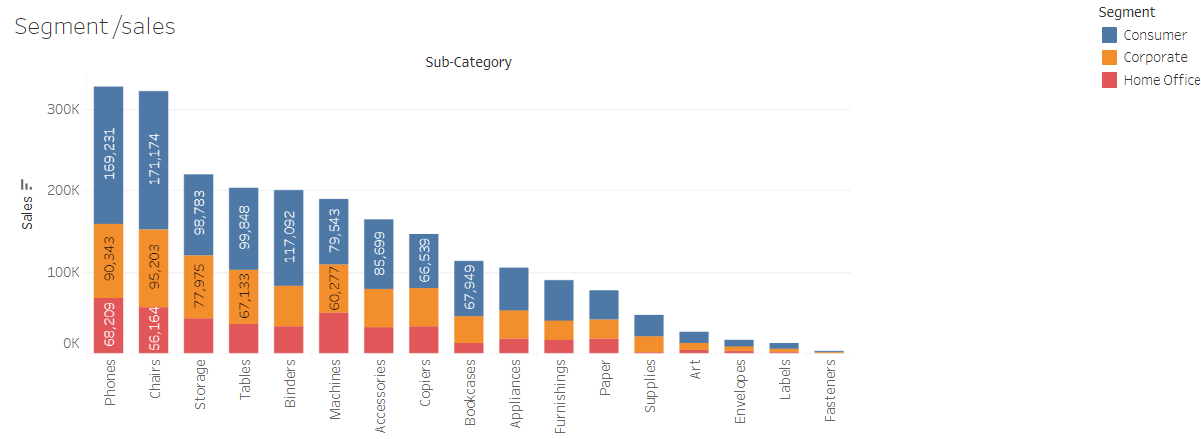 Segment /sales
Segment
Consumer
Corporate
Home Office
Sub-Category
Sales
300K
200K
100K
0K
169,231
90,343
68,209
171,174
95,203
56,164
98,783
77,975
99,848
67,133
117,092
79,543
60,277
85,699
66,539
67,949
Phones
Chairs
Storage
Tables
Binders
Machines
Accessories
Copiers
Bookcases
Appliances
Furnishings
Paper
Supplies
Art
Envelopes
Labels
Fasteners